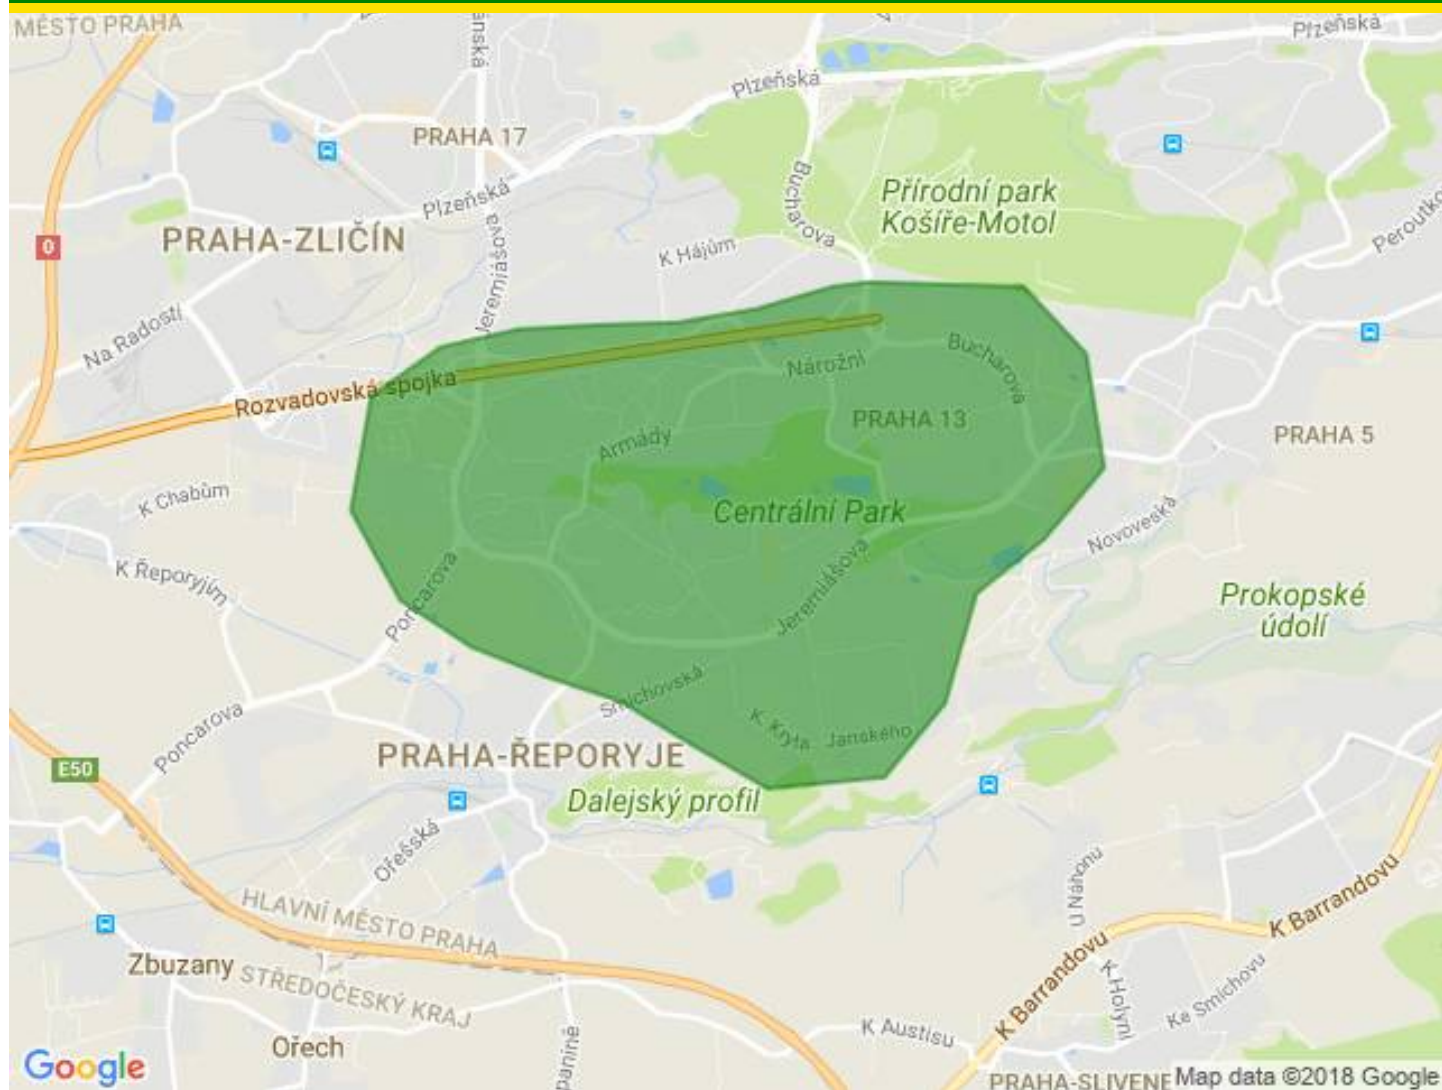 MĚSTO PRAHA
Plzeňská
Plzeňská
PRAHA 17
Plzeňská
Bucharova
Přírodní park
Košíře-Motol
PRAHA-ZLIČÍN
0
K Hájům
Jeremiášova
Na Radosti
Rozvadovská spojka
Nárožní
Bucharova
Armády
PRAHA 13
PRAHA 5
K Chabům
Centrální Park
Novoveská
K Řeporyjím
Poncarova
Jeremiášova
Prokopské
údolí
Smíchovská
Poncarova
K Kryta
Janského
PRAHA-ŘEPORYJE
E50
Dalejský profil
Ořešská
U Náhonu
HLAVNÍ MĚSTO PRAHA
K Barrandovu
Zbuzany
STŘEDOČESKÝ KRAJ
K Barrandovu
K Holyni
Ke Smíchovu
K Austisu
Ořech
Google
PRAHA-SLIVENE
Map data ©2018 Google